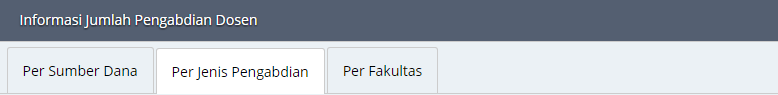 Informasi Jumlah Pengabdian Dosen
Per Sumber Dana Per Jenis Pengabdian Per Fakultas